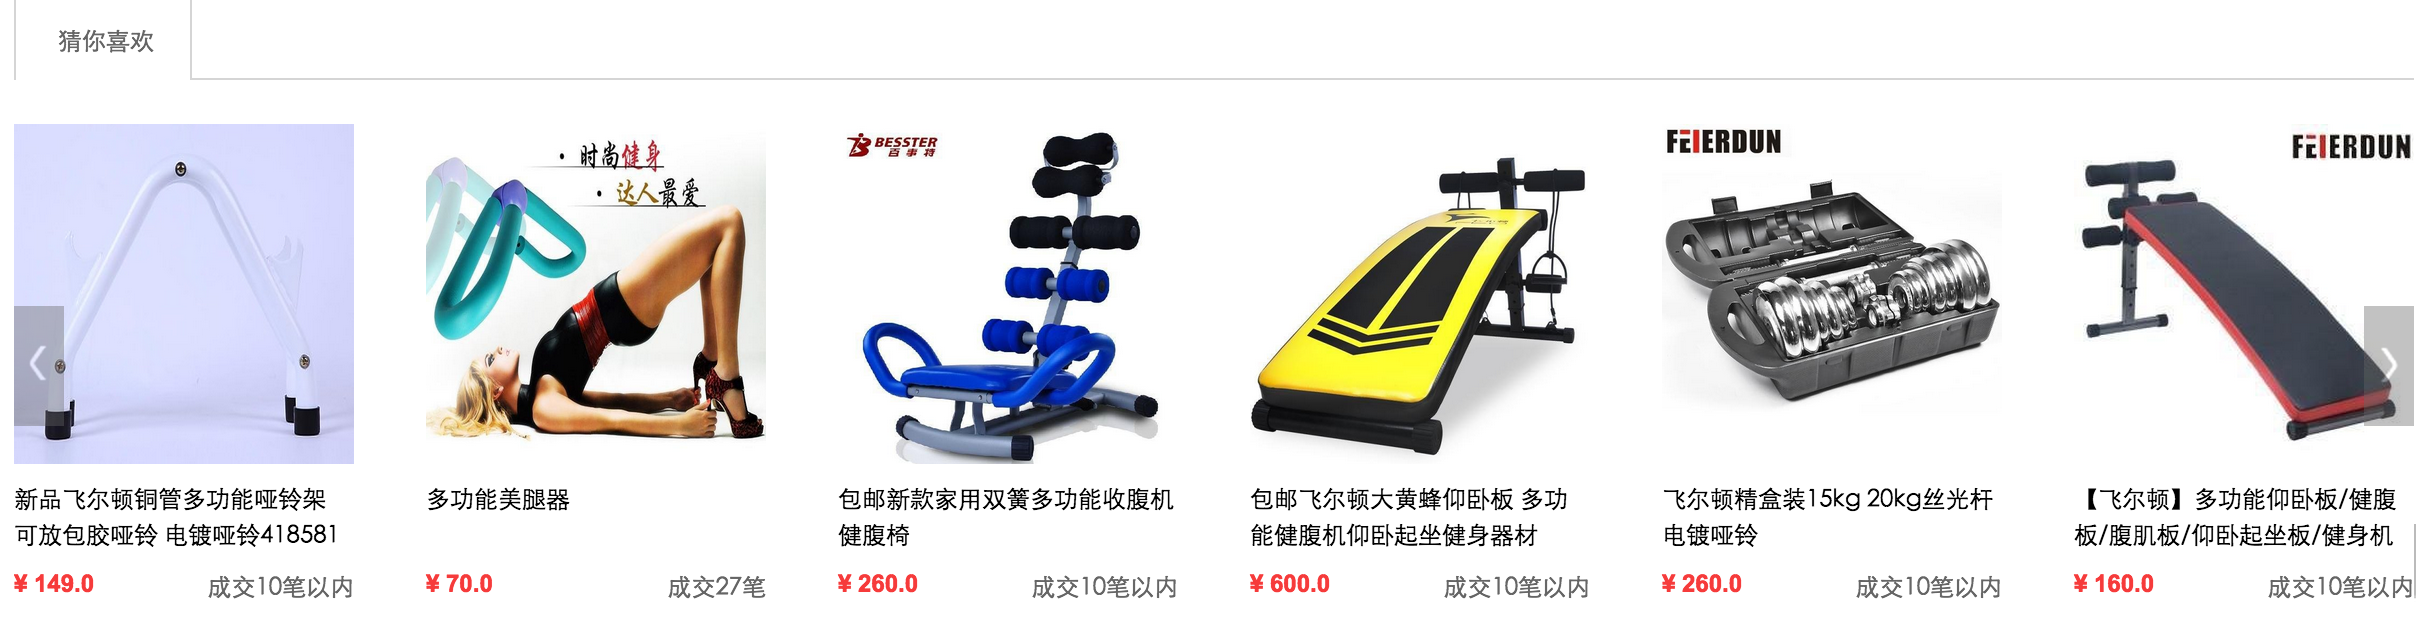 猜你喜欢
·时尚健身
·达人最爱
BESSTER
百事特
FEIERDUN
FEIERDUN
新品飞尔顿铜管多功能哑铃架
可放包胶哑铃 电镀哑铃418581
¥ 149.0 成交10笔以内
多功能美腿器
¥ 70.0 成交27笔
包邮新款家用双簧多功能收腹机
健腹椅
¥ 260.0 成交10笔以内
包邮飞尔顿大黄蜂仰卧板 多功
能健腹机仰卧起坐健身器材
¥ 600.0 成交10笔以内
飞尔顿精盒装15kg 20kg丝光杆
电镀哑铃
¥ 260.0 成交10笔以内
【飞尔顿】多功能仰卧板/健腹
板/腹肌板/仰卧起坐板/健身机
¥ 160.0 成交10笔以内